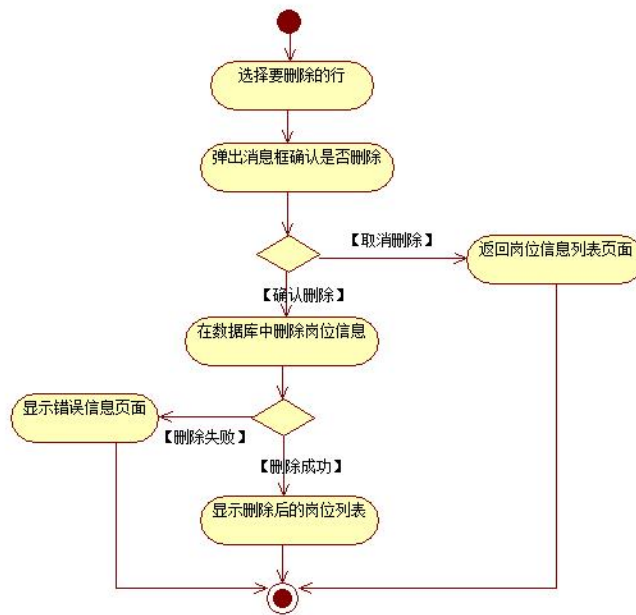 选择要删除的行
弹出消息框确认是否删除
【取消删除】
返回岗位信息列表页面
【确认删除】
在数据库中删除岗位信息
显示错误信息页面
【删除失败】
【删除成功】
显示删除后的岗位列表